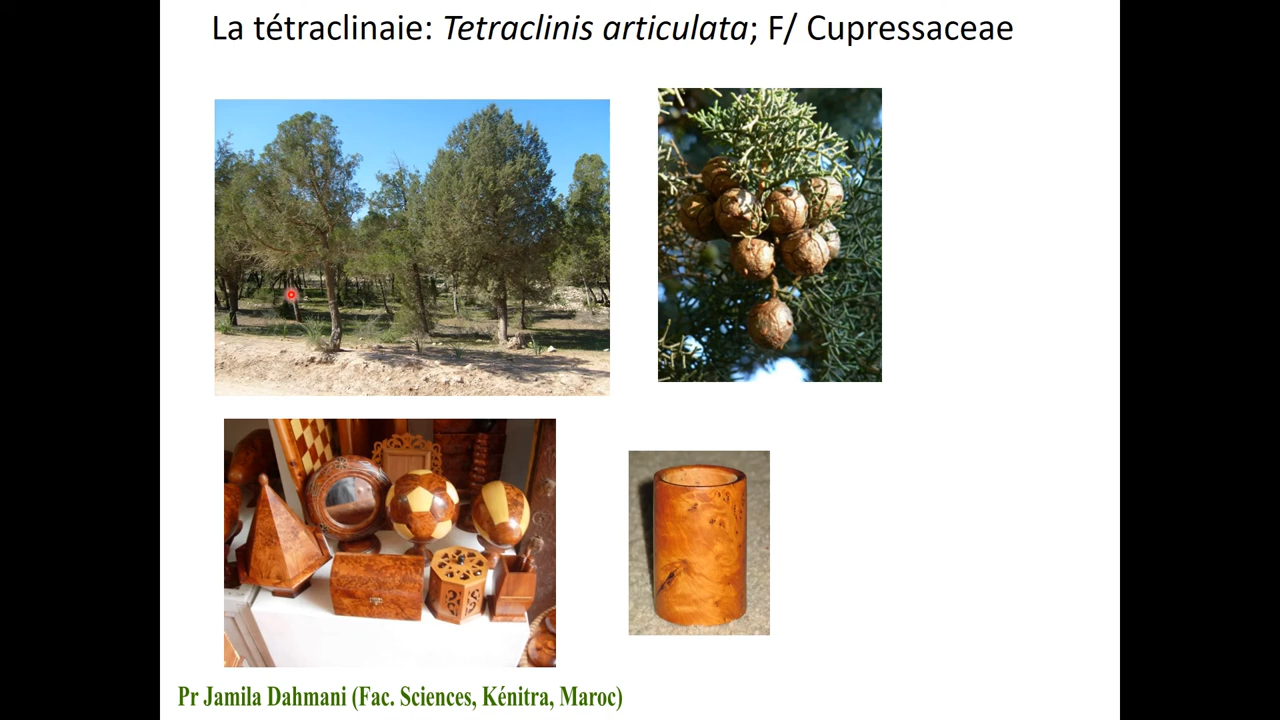 La tétraclinaie: Tetraclinis articulata; F/ Cupressaceae
Pr Jamila Dahmani (Fac. Sciences, Kénitra, Maroc)